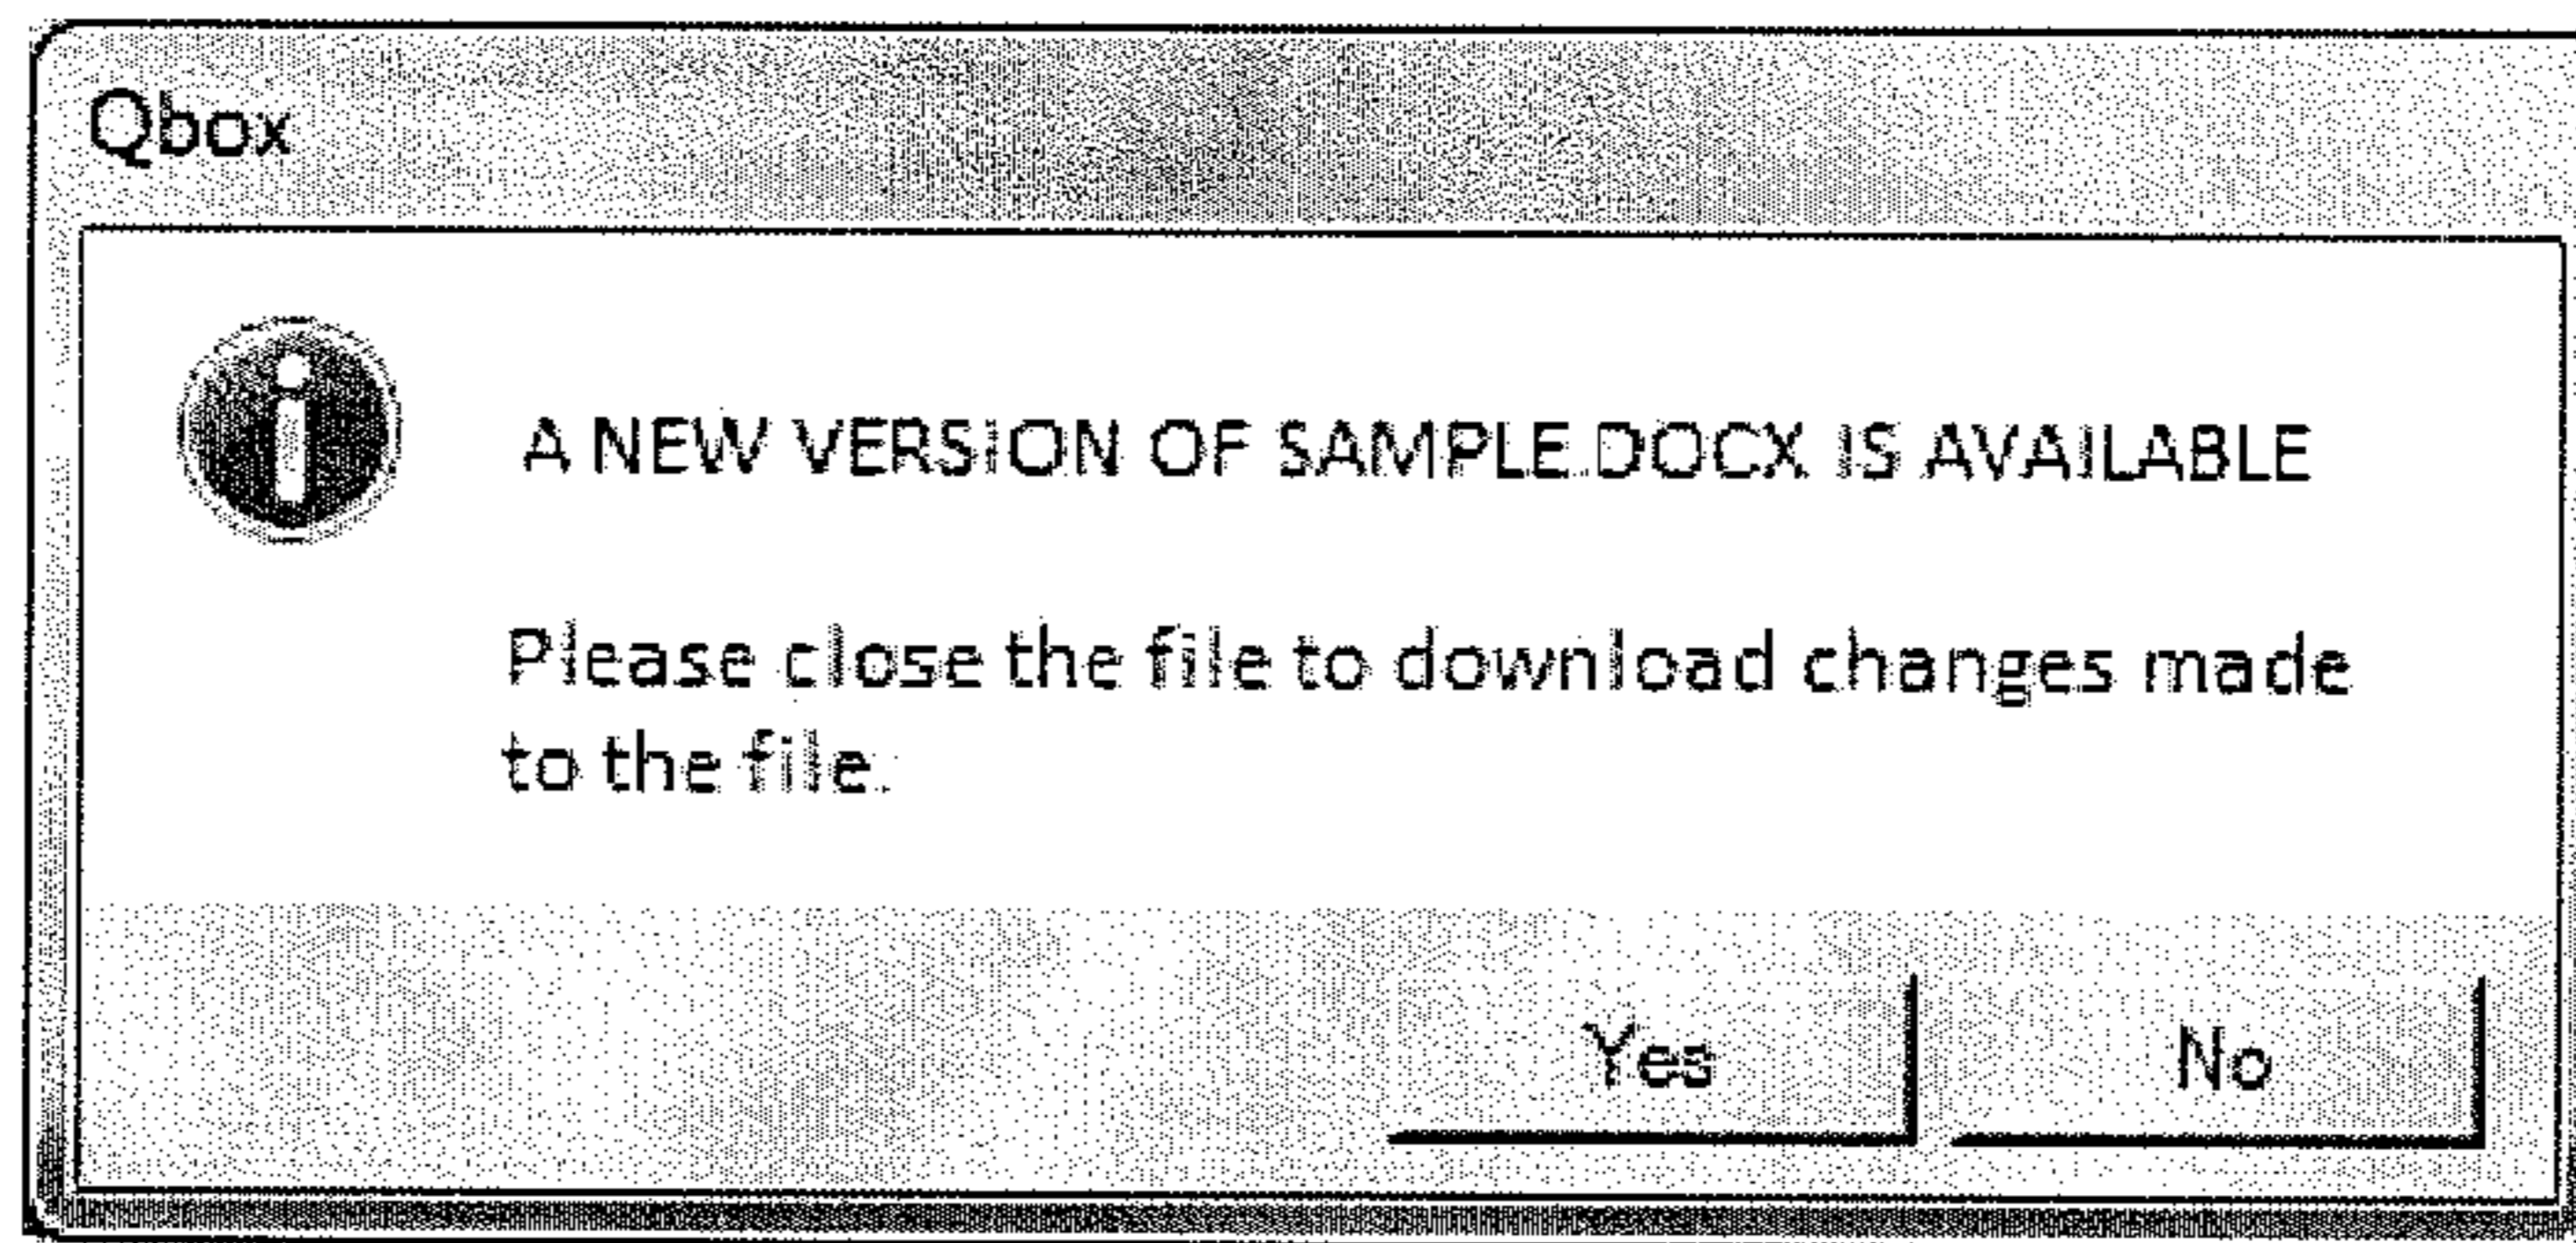 Qbox
A NEW VERSION OF SAMPLE.DOCX IS AVAILABLE
Please close the file to download changes made
to the file.
Yes
No